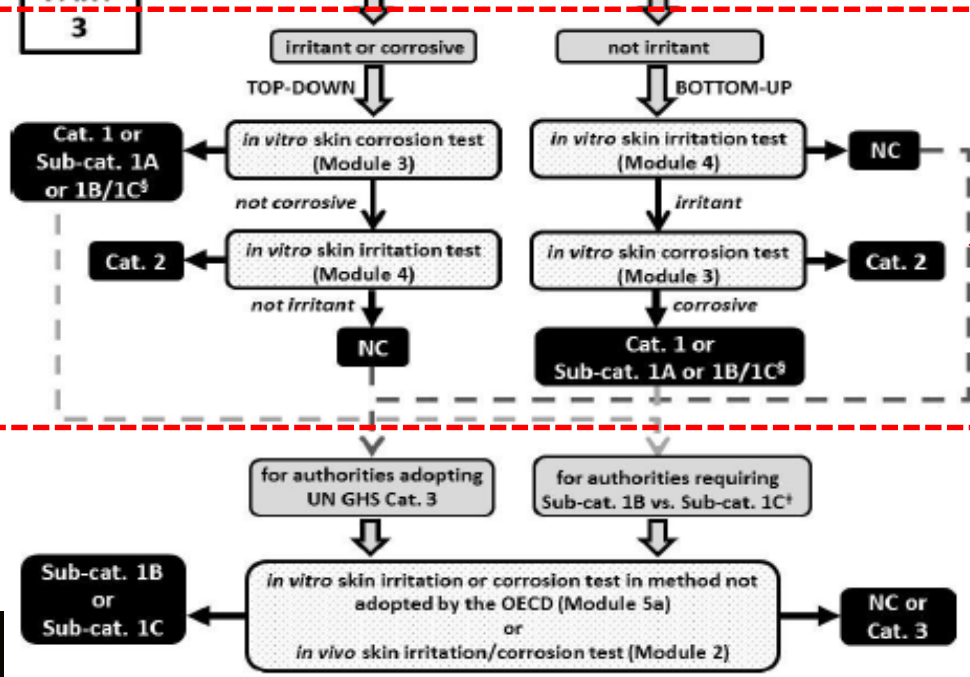 3
irritant or corrosive
not irritant
TOP-DOWN
BOTTOM-UP
Cat. 1 or
Sub-cat. 1A
or 1B/1C§
in vitro skin corrosion test
(Module 3)
in vitro skin irritation test
(Module 4)
NC
not corrosive
irritant
Cat. 2
in vitro skin irritation test
(Module 4)
in vitro skin corrosion test
(Module 3)
Cat. 2
not irritant
corrosive
NC
Cat. 1 or
Sub-cat. 1A or 1B/1C§
for authorities adopting
UN GHS Cat. 3
for authorities requiring
Sub-cat. 1B vs. Sub-cat. 1C‡
Sub-cat. 1B
or
Sub-cat. 1C
in vitro skin irritation or corrosion test in method not
adopted by the OECD (Module 5a)
or
in vivo skin irritation/corrosion test (Module 2)
NC or
Cat. 3